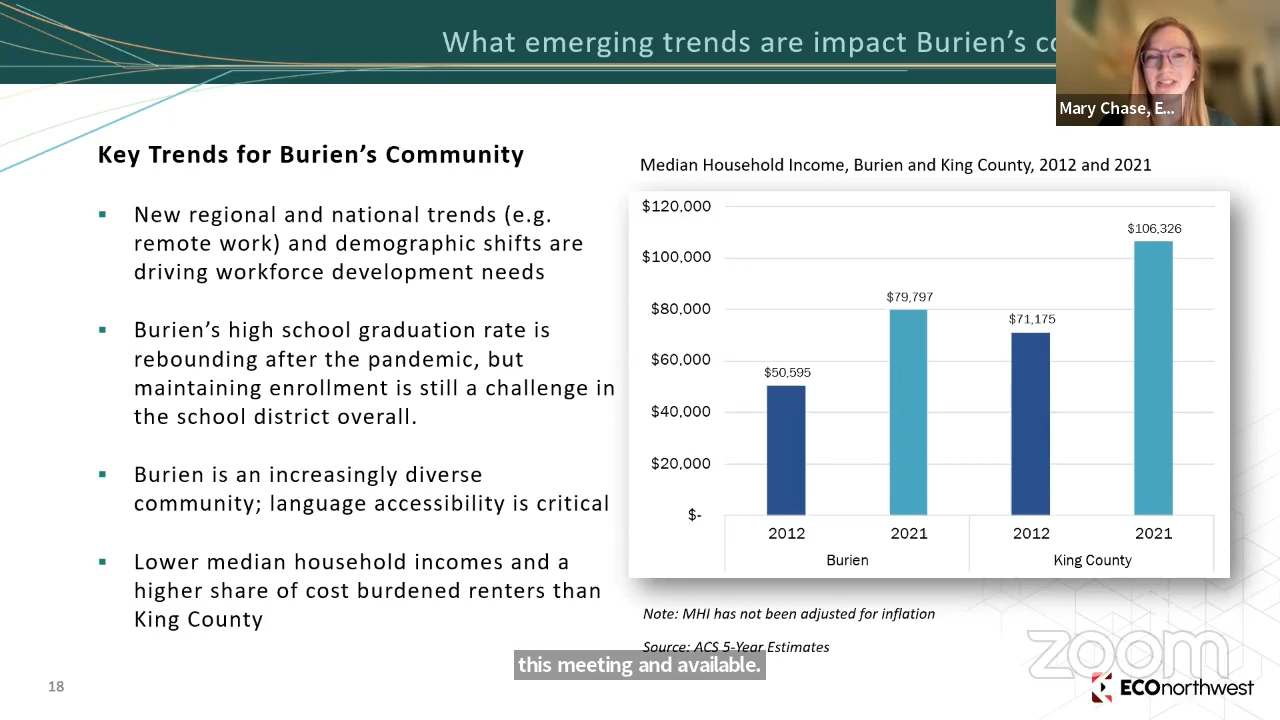 What emerging trends are impact Burien's co
Mary Chase, E...
Key Trends for Burien's Community
New regional and national trends (e.g.
remote work) and demographic shifts are
driving workforce development needs
Burien's high school graduation rate is
rebounding after the pandemic, but
maintaining enrollment is still a challenge in
the school district overall.
Burien is an increasingly diverse
community; language accessibility is critical
Lower median household incomes and a
higher share of cost burdened renters than
King County
Median Household Income, Burien and King County, 2012 and 2021
$120,000
$100,000
$80,000
$60,000
$40,000
$20,000
$-
$50,595
$79,797
$71,175
$106,326
2012 2021 2012 2021
Burien King County
Note: MHI has not been adjusted for inflation
Source: ACS 5-Year Estimates
this meeting and available.
zoom
18
ECOnorthwest